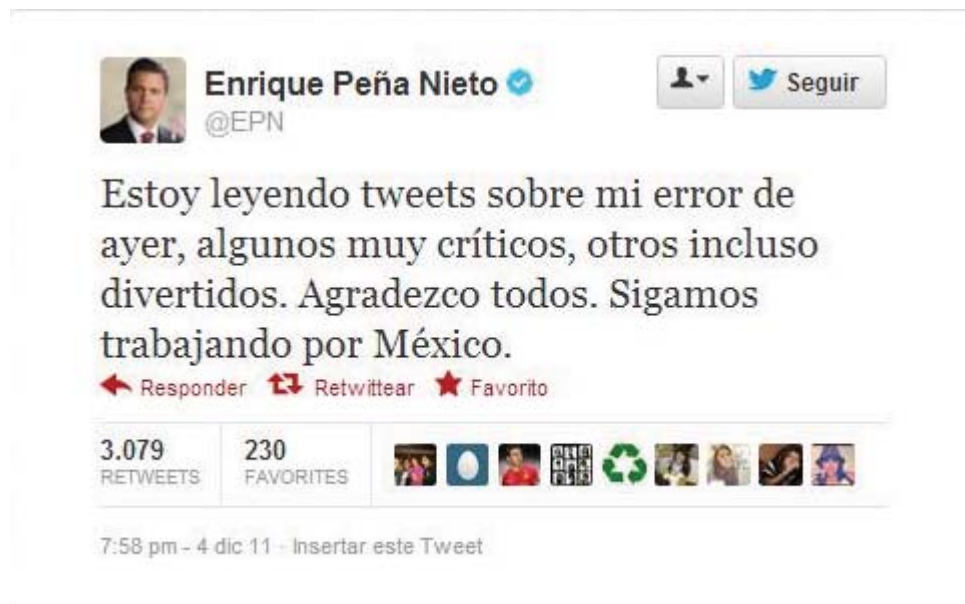 Enrique Peña Nieto
@EPN
Seguir
Estoy leyendo tweets sobre mi error de
ayer, algunos muy críticos, otros incluso
divertidos. Agradezco todos. Sigamos
trabajando por México.
Responder Retwittear Favorito
3.079 230
RETWEETS FAVORITES
7:58 pm - 4 dic 11 · Insertar este Tweet